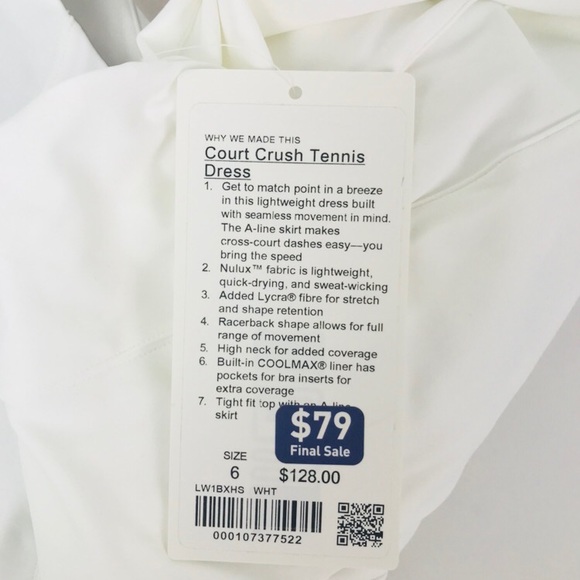 WHY WE MADE THIS
Court Crush Tennis
Dress
1. Get to match point in a breeze
in this lightweight dress built
with seamless movement in mind.
The A-line skirt makes
cross-court dashes easy—you
bring the speed
2. Nulux™ fabric is lightweight,
quick-drying, and sweat-wicking
3. Added Lycra® fibre for stretch
and shape retention
4. Racerback shape allows for full
range of movement
5. High neck for added coverage
6. Built-in COOLMAX® liner has
pockets for bra inserts for
extra coverage
7. Tight fit top with an A-line
skirt
$79
Final Sale
SIZE
6 $128.00
LW1BXHS WHT
000107377522